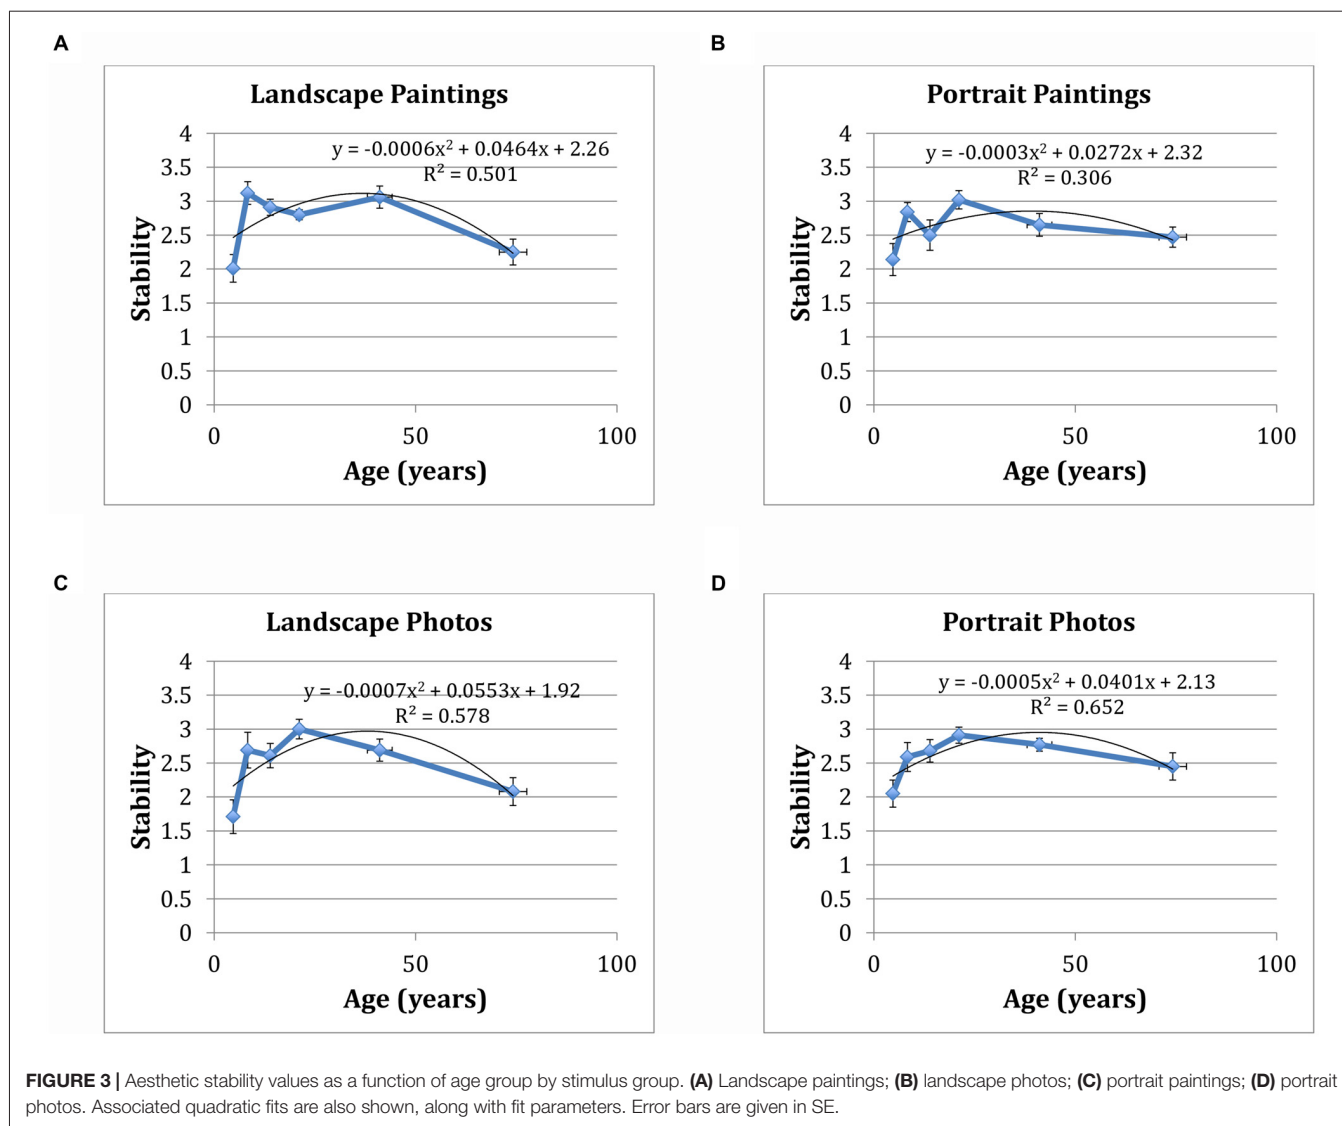 A
Landscape Paintings
y = -0.0006x² + 0.0464x + 2.26
R² = 0.501
4
3.5
3
2.5
2
1.5
1
0.5
0
Stability
0 50 100
Age (years)
B
Portrait Paintings
y = -0.0003x² + 0.0272x + 2.32
R² = 0.306
4
3.5
3
2.5
2
1.5
1
0.5
0
Stability
0 50 100
Age (years)
C
Landscape Photos
y = -0.0007x² + 0.0553x + 1.92
R² = 0.578
4
3.5
3
2.5
2
1.5
1
0.5
0
Stability
0 50 100
Age (years)
D
Portrait Photos
y = -0.0005x² + 0.0401x + 2.13
R² = 0.652
4
3.5
3
2.5
2
1.5
1
0.5
0
Stability
0 50 100
Age (years)
FIGURE 3 | Aesthetic stability values as a function of age group by stimulus group. (A) Landscape paintings; (B) landscape photos; (C) portrait paintings; (D) portrait
photos. Associated quadratic fits are also shown, along with fit parameters. Error bars are given in SE.